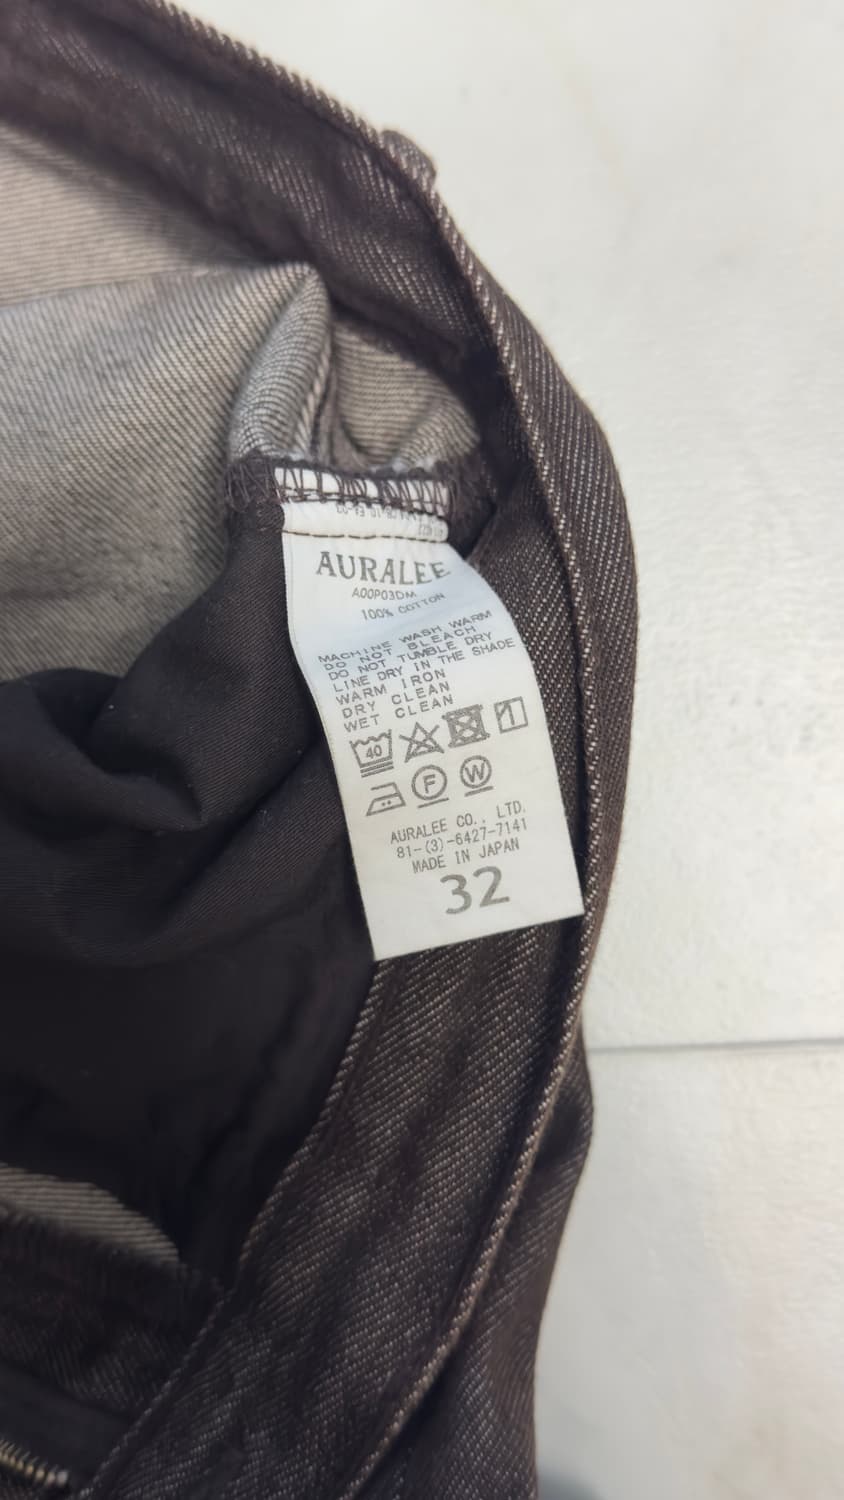 AURALEE
A00P03DM
100% COTTON
MACHINE WASH WARM
DO NOT BLEACH
DO NOT TUMBLE DRY
LINE DRY IN THE SHADE
WARM IRON
DRY CLEAN
WET CLEAN
40
F W
AURALEE CO., LTD.
81-(3)-6427-7141
MADE IN JAPAN
32